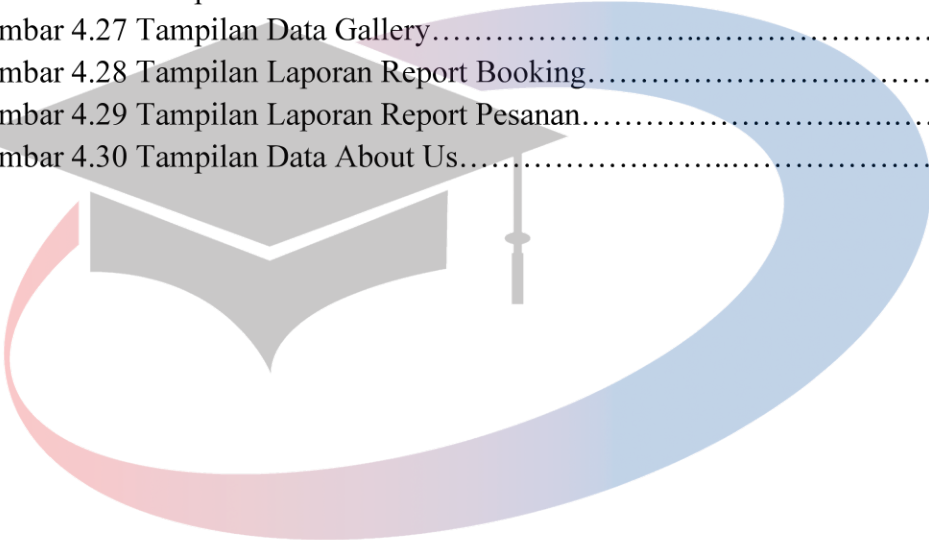 mbar 4.27 Tampilan Data Gallery……………………..……………….…
mbar 4.28 Tampilan Laporan Report Booking……………………..……
mbar 4.29 Tampilan Laporan Report Pesanan……………………..……
mbar 4.30 Tampilan Data About Us……………………..………………